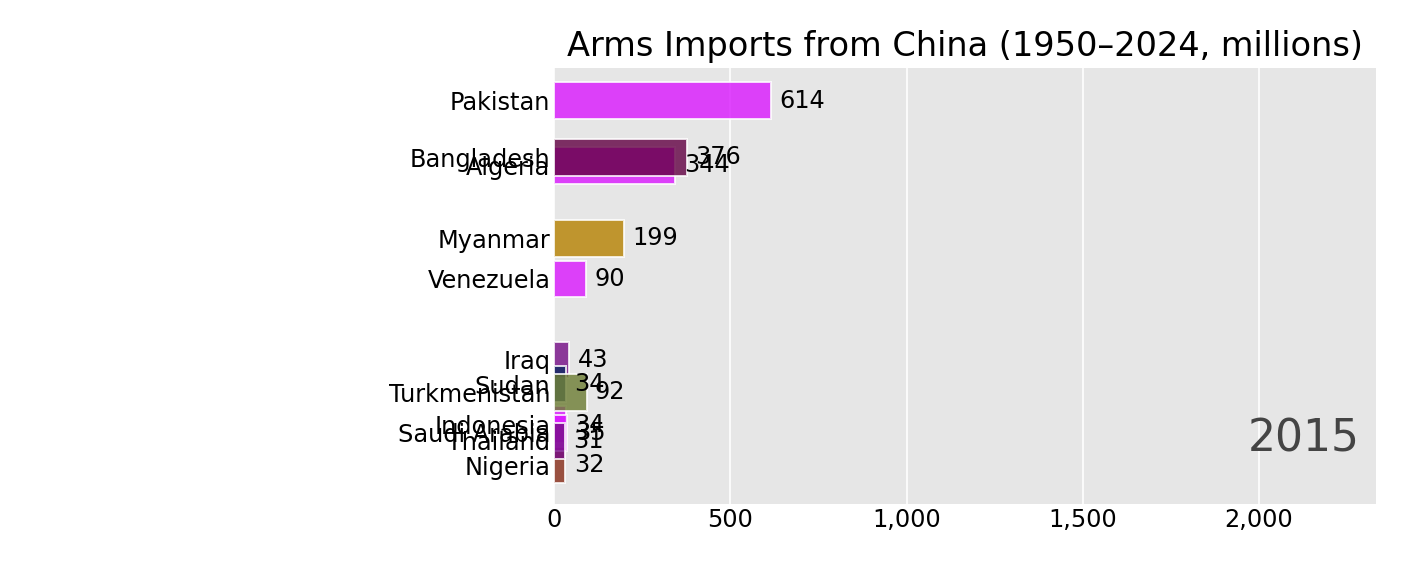 Arms Imports from China (1950–2024, millions)
Pakistan 614
Bangladesh 376
Algeria 344
Myanmar 199
Venezuela 90
Iraq 43
Sudan 34
Turkmenistan 92
Indonesia 34
Saudi Arabia 35
Thailand 31
Nigeria 32
2015
0 500 1,000 1,500 2,000